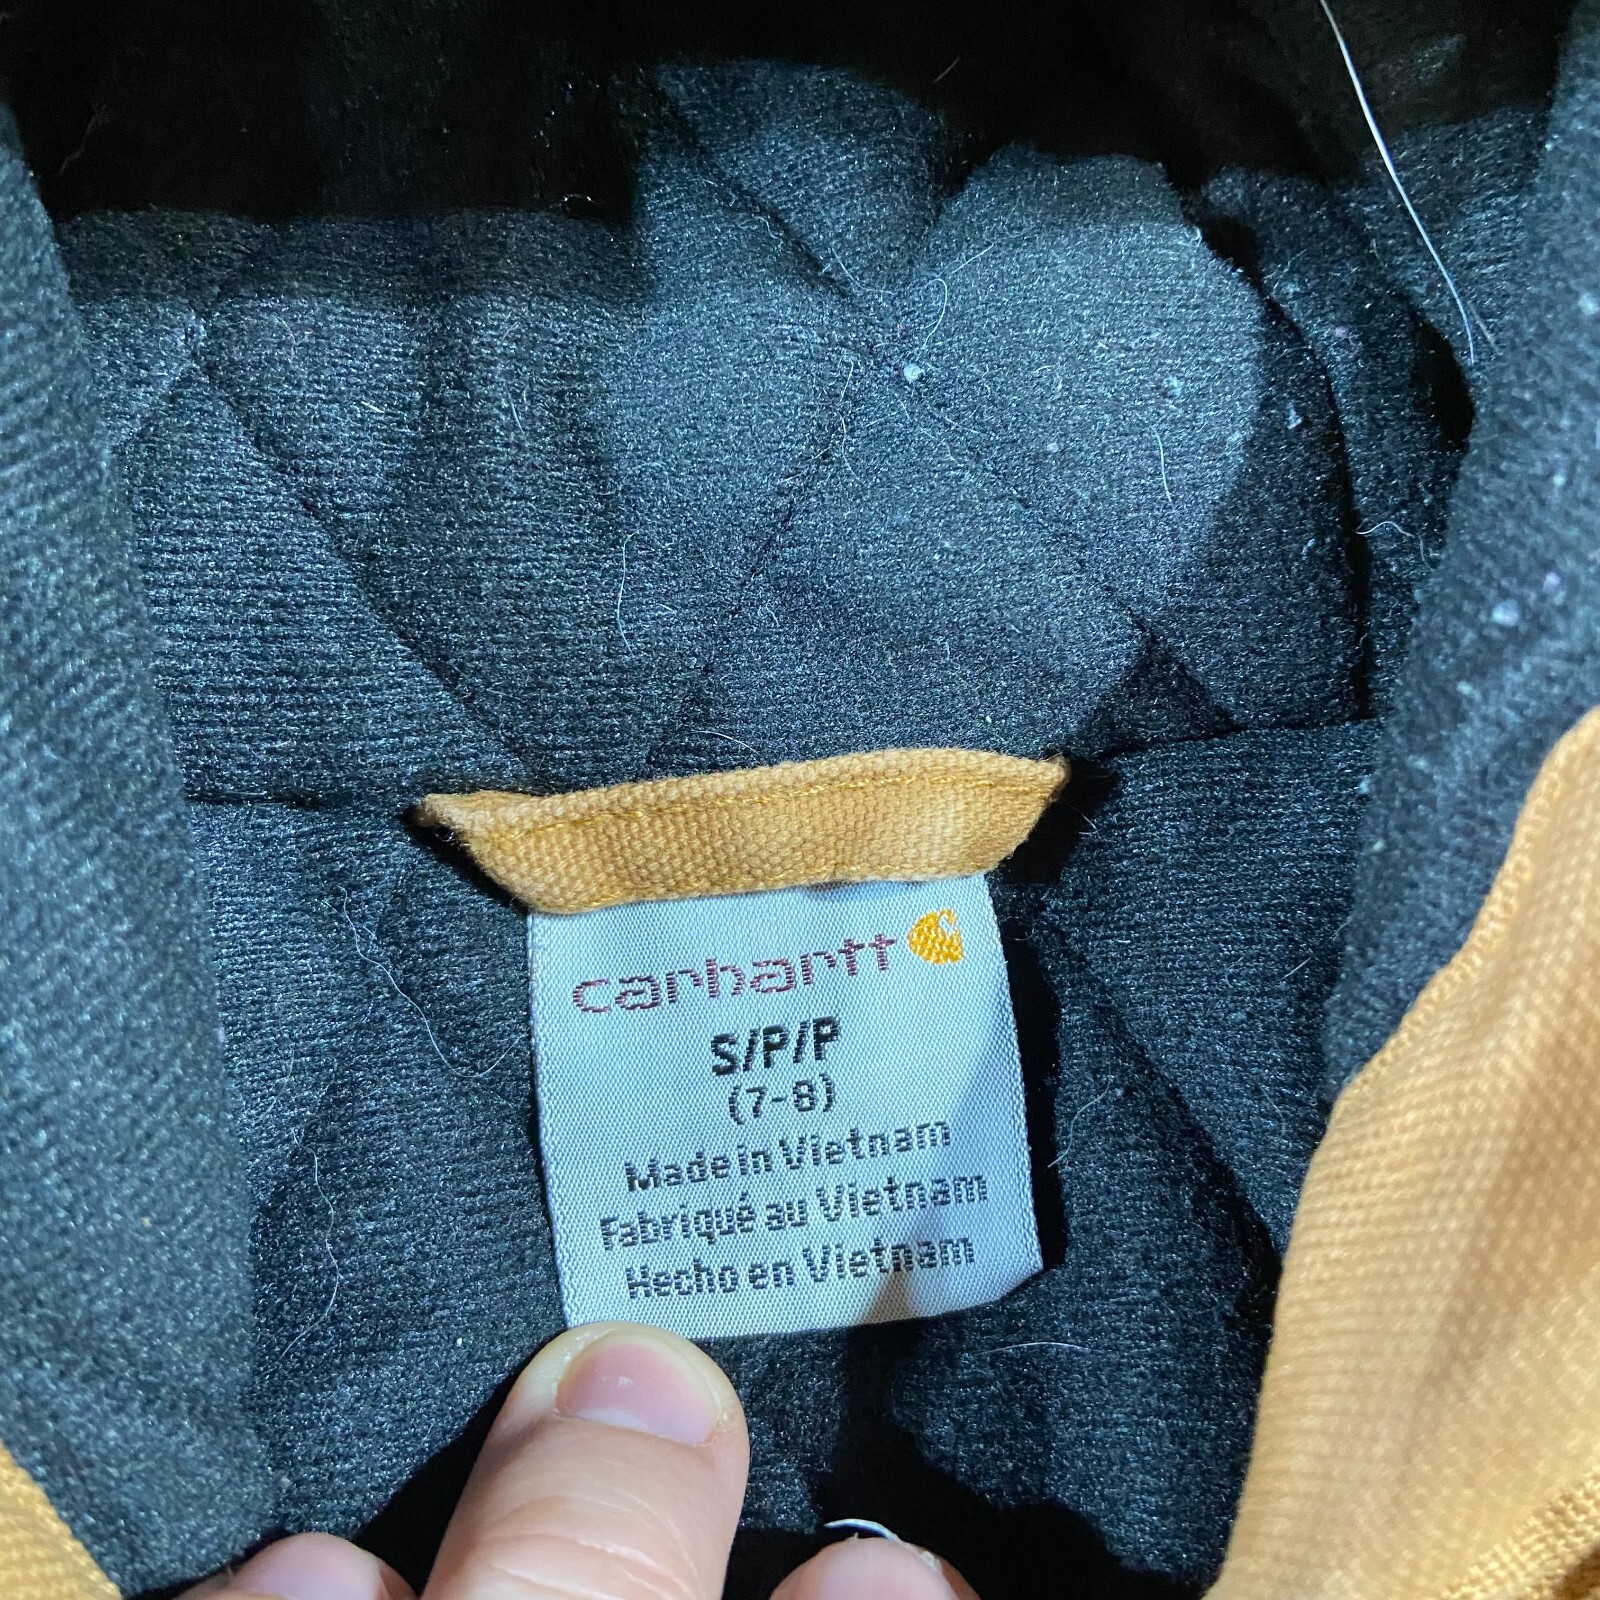 carhartt
S/P/P
(7-8)
Made in Vietnam
Fabriqué au Vietnam
Hecho en Vietnam